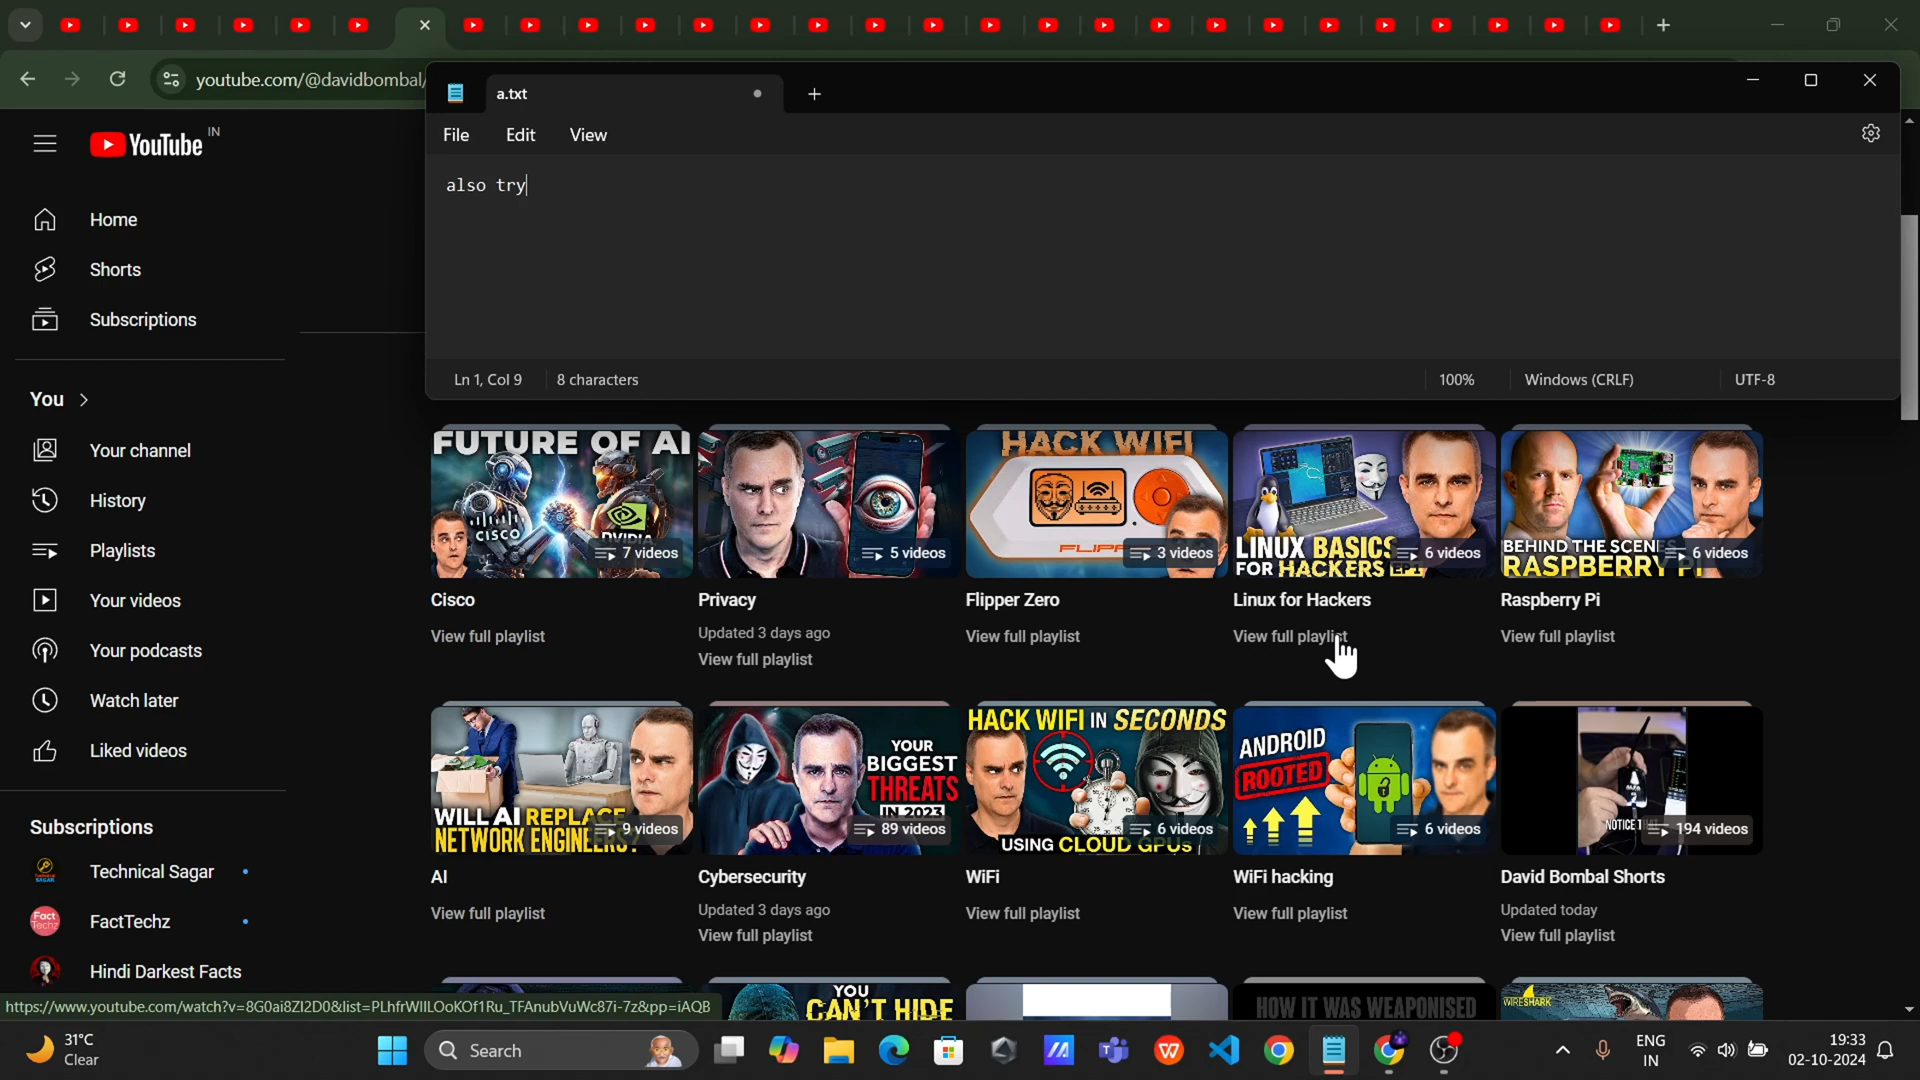 youtube.com/@davidbombal/
a.txt
File Edit View
also try
Ln 1, Col 9 8 characters 100% Windows (CRLF) UTF-8
YouTube IN
Home
Shorts
Subscriptions
You
Your channel
History
Playlists
Your videos
Your podcasts
Watch later
Liked videos
Subscriptions
Technical Sagar
FactTechz
Fact Techz
Hindi Darkest Facts
FUTURE OF AI
CISCO
7 videos
Cisco
View full playlist
5 videos
Privacy
Updated 3 days ago
View full playlist
HACK WIFI
3 videos
Flipper Zero
View full playlist
LINUX BASICS
FOR HACKERS EP1
6 videos
Linux for Hackers
View full playlist
BEHIND THE
RASPBERRY PI
6 videos
Raspberry Pi
View full playlist
WILL AI REPLACE
NETWORK ENGINEERS?
9 videos
AI
View full playlist
YOUR
BIGGEST
THREATS
IN 2023
89 videos
Cybersecurity
Updated 3 days ago
View full playlist
HACK WIFI IN SECONDS
USING CLOUD GPUs
6 videos
WiFi
View full playlist
ANDROID
ROOTED
6 videos
WiFi hacking
View full playlist
NOTICE
194 videos
David Bombal Shorts
Updated today
View full playlist
YOU
CAN'T HIDE
HOW IT WAS WEAPONISED
WIRESHARK
https://www.youtube.com/watch?v=8G0ai8ZI2D0&list=PLhfrWIlLOoKOf1Ru_TFAnubVuWc87i-7z&pp=iAQB
31°C
Clear
Search
ENG
IN
19:33
02-10-2024